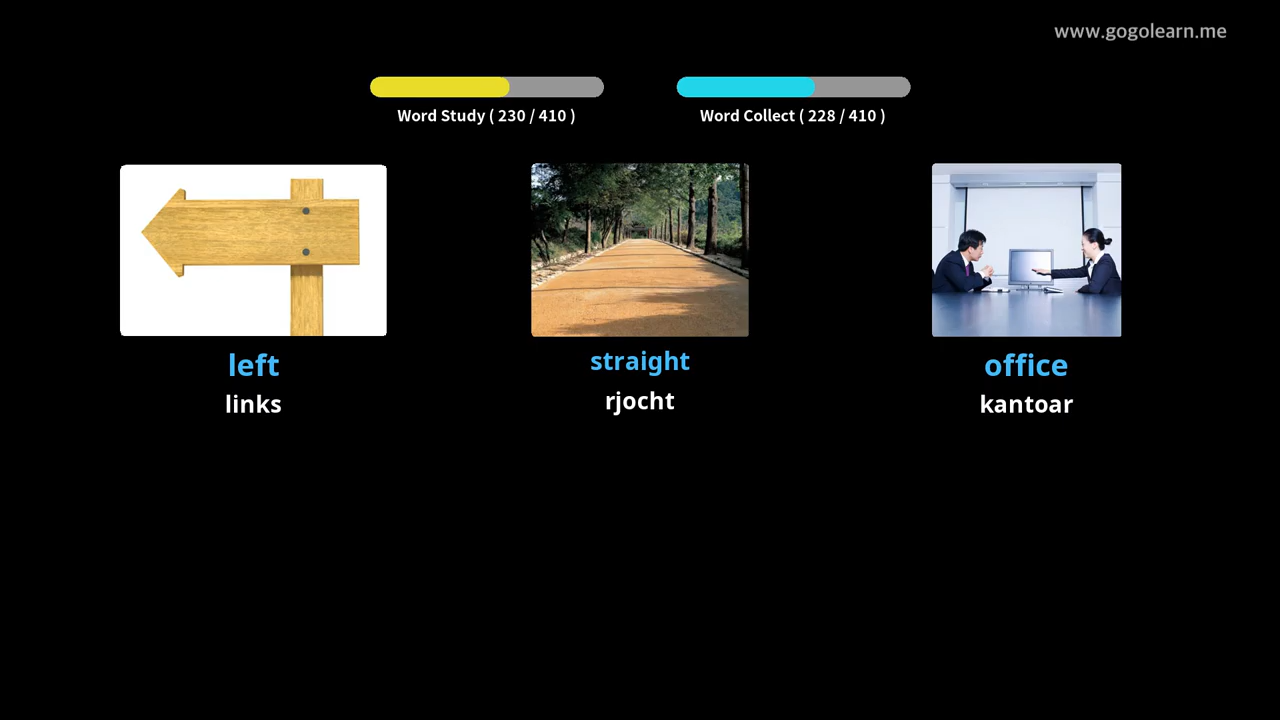 www.gogolearn.me
Word Study ( 230 / 410 )
Word Collect ( 228 / 410 )
left
links
straight
rjocht
office
kantoar